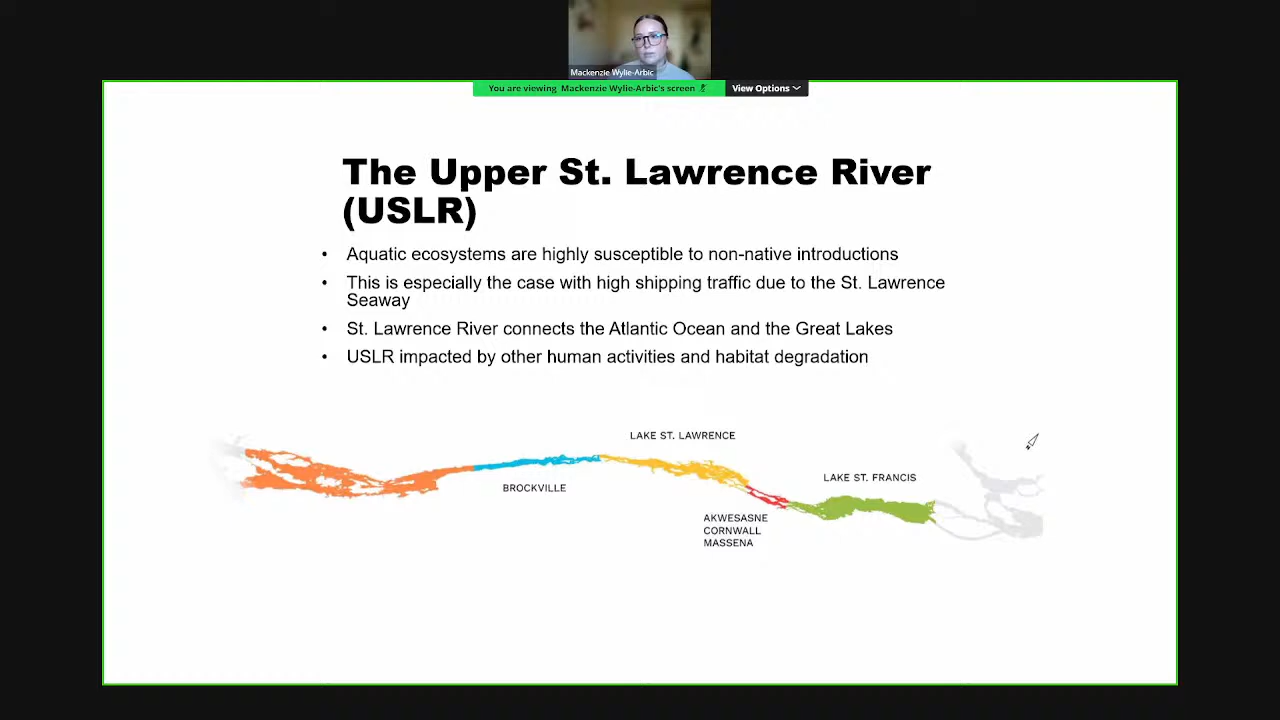 Mackenzie Wylie-Arbic
You are viewing Mackenzie Wylie-Arbic's screen
View Options
The Upper St. Lawrence River
(USLR)
• Aquatic ecosystems are highly susceptible to non-native introductions
• This is especially the case with high shipping traffic due to the St. Lawrence
Seaway
• St. Lawrence River connects the Atlantic Ocean and the Great Lakes
• USLR impacted by other human activities and habitat degradation
LAKE ST. LAWRENCE
BROCKVILLE
LAKE ST. FRANCIS
AKWESASNE
CORNWALL
MASSENA